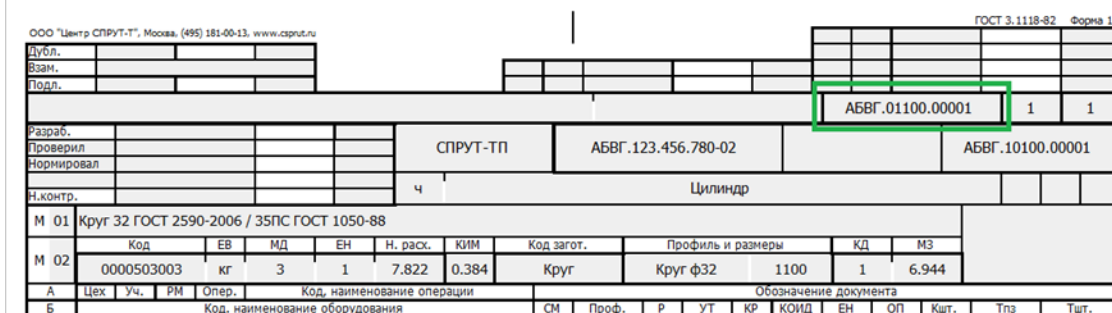 ГОСТ 3.1118-82 Форма 1
ООО "Центр СПРУТ-Т", Москва, (495) 181-00-13, www.csprut.ru
Дубл.
Взам.
Подл.
АБВГ.01100.00001 1 1
Разраб.
Проверил
Нормировал
СПРУТ-ТП АБВГ.123.456.780-02 АБВГ.10100.00001
Н.контр.
ч Цилиндр
М 01 Круг 32 ГОСТ 2590-2006 / 35ПС ГОСТ 1050-88
Код ЕВ МД ЕН Н. расх. КИМ Код загот. Профиль и размеры КД МЗ
М 02 0000503003 кг 3 1 7.822 0.384 Круг Круг ф32 1100 1 6.944
А Цех Уч. РМ Опер. Код, наименование операции Обозначение документа
Б Код, наименование оборудования СМ Проф. Р УТ КР КОИД ЕН ОП Кшт. Тпз Тшт.